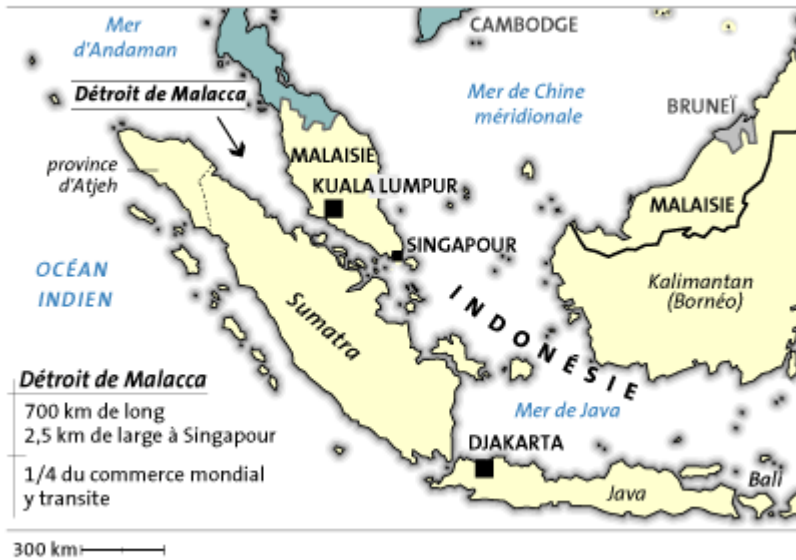 Mer
d'Andaman
CAMBODGE
Détroit de Malacca
Mer de Chine
méridionale
BRUNEÏ
MALAISIE
province
d'Atjeh
KUALA LUMPUR
MALAISIE
SINGAPOUR
OCÉAN
INDIEN
Kalimantan
(Bornéo)
INDONÉSIE
Sumatra
Détroit de Malacca
700 km de long
2,5 km de large à Singapour
Mer de Java
DJAKARTA
1/4 du commerce mondial
y transite
Bali
Java
300 km